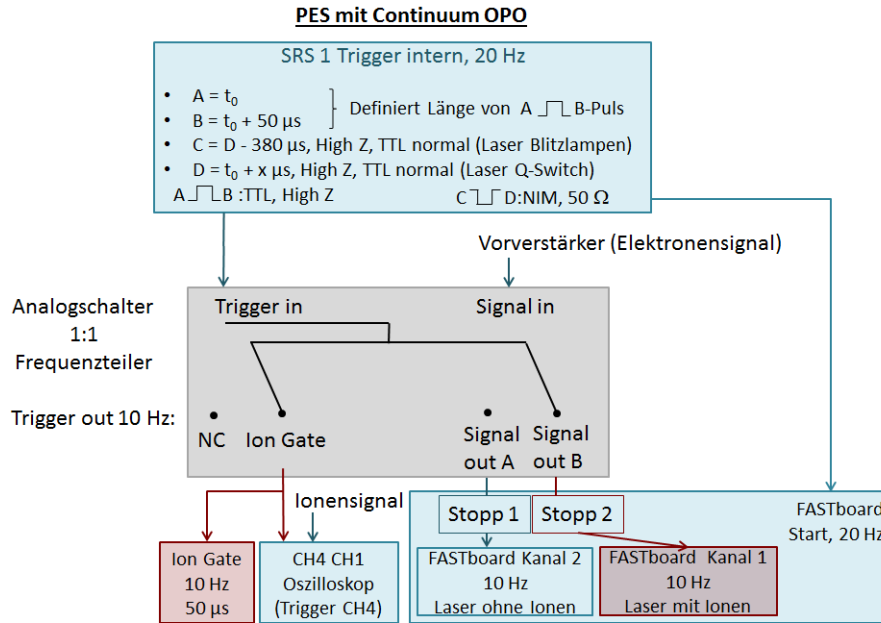 PES mit Continuum OPO
SRS 1 Trigger intern, 20 Hz
• A = t₀
• B = t₀ + 50 µs
Definiert Länge von A B-Puls
• C = D - 380 µs, High Z, TTL normal (Laser Blitzlampen)
• D = t₀ + x µs, High Z, TTL normal (Laser Q-Switch)
A B :TTL, High Z
C D:NIM, 50 Ω
Vorverstärker (Elektronensignal)
Analogschalter
1:1
Frequenzteiler
Trigger in
Signal in
Trigger out 10 Hz:
NC
Ion Gate
Signal
out A
Signal
out B
Ionensignal
Stopp 1
Stopp 2
FASTboard
Start, 20 Hz
Ion Gate
10 Hz
50 µs
CH4 CH1
Oszilloskop
(Trigger CH4)
FASTboard Kanal 2
10 Hz
Laser ohne Ionen
FASTboard Kanal 1
10 Hz
Laser mit Ionen